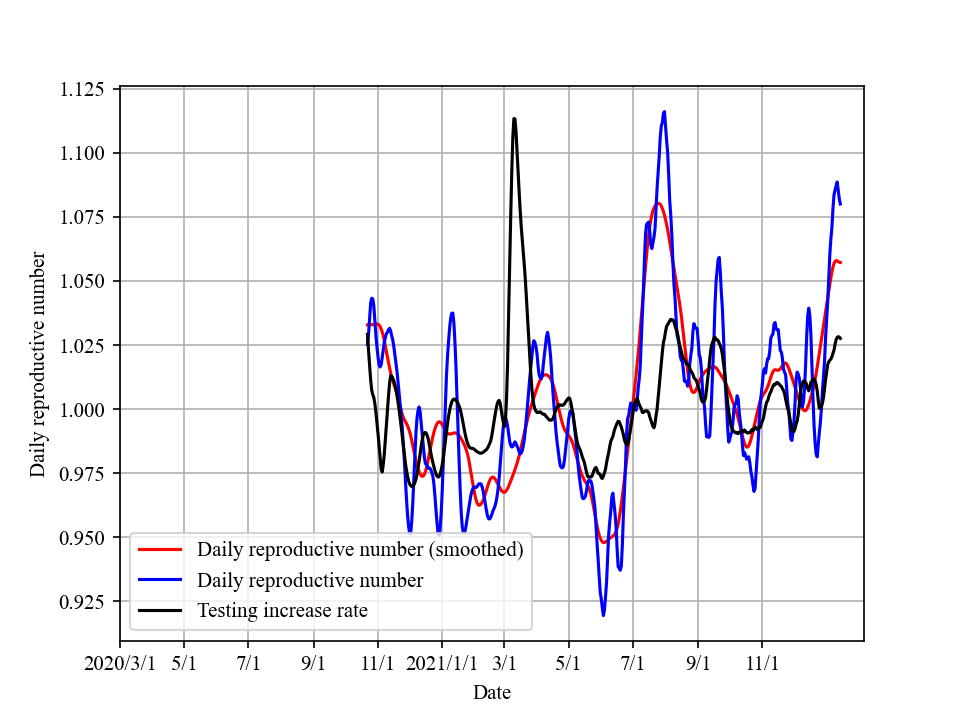 1.125
1.100
1.075
1.050
1.025
1.000
0.975
0.950
0.925
Daily reproductive number
Daily reproductive number (smoothed)
Daily reproductive number
Testing increase rate
2020/3/1 5/1 7/1 9/1 11/1 2021/1/1 3/1 5/1 7/1 9/1 11/1
Date